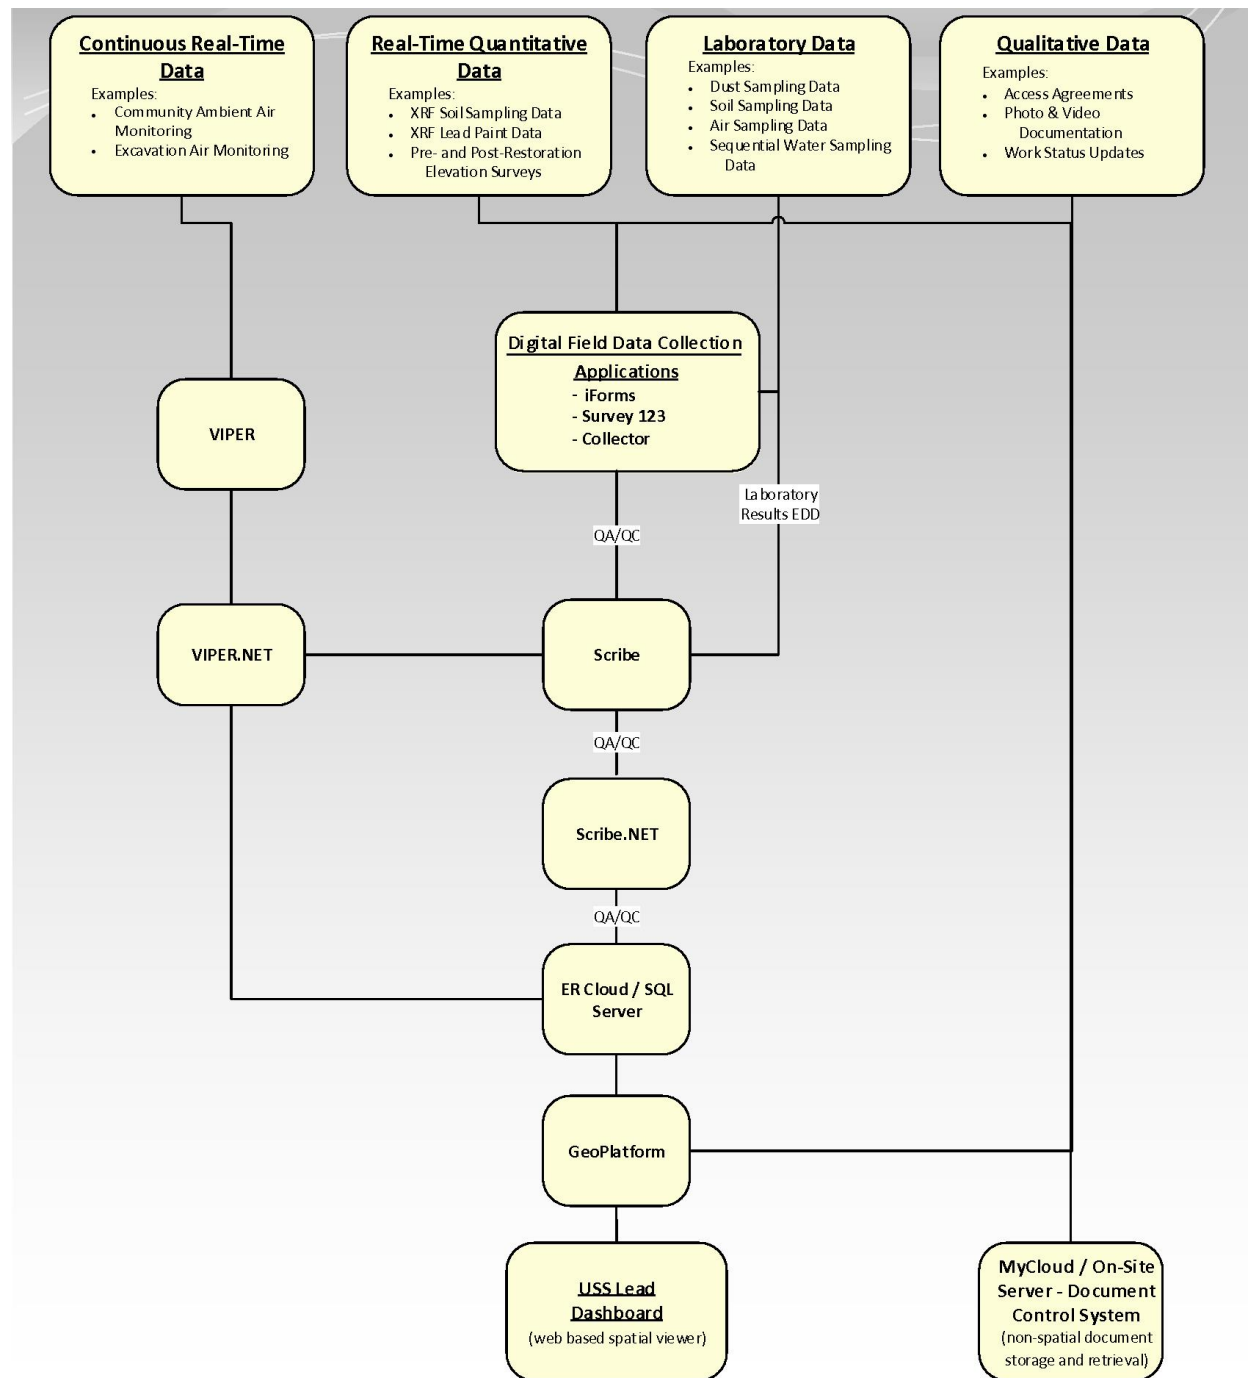 Continuous Real-Time
Data
Examples:
• Community Ambient Air
Monitoring
• Excavation Air Monitoring
Real-Time Quantitative
Data
Examples:
• XRF Soil Sampling Data
• XRF Lead Paint Data
• Pre- and Post-Restoration
Elevation Surveys
Laboratory Data
Examples:
• Dust Sampling Data
• Soil Sampling Data
• Air Sampling Data
• Sequential Water Sampling
Data
Qualitative Data
Examples:
• Access Agreements
• Photo & Video
Documentation
• Work Status Updates
Digital Field Data Collection
Applications
- iForms
- Survey 123
- Collector
VIPER
Laboratory
Results EDD
QA/QC
VIPER.NET
Scribe
QA/QC
Scribe.NET
QA/QC
ER Cloud / SQL
Server
GeoPlatform
USS Lead
Dashboard
(web based spatial viewer)
MyCloud / On-Site
Server - Document
Control System
(non-spatial document
storage and retrieval)